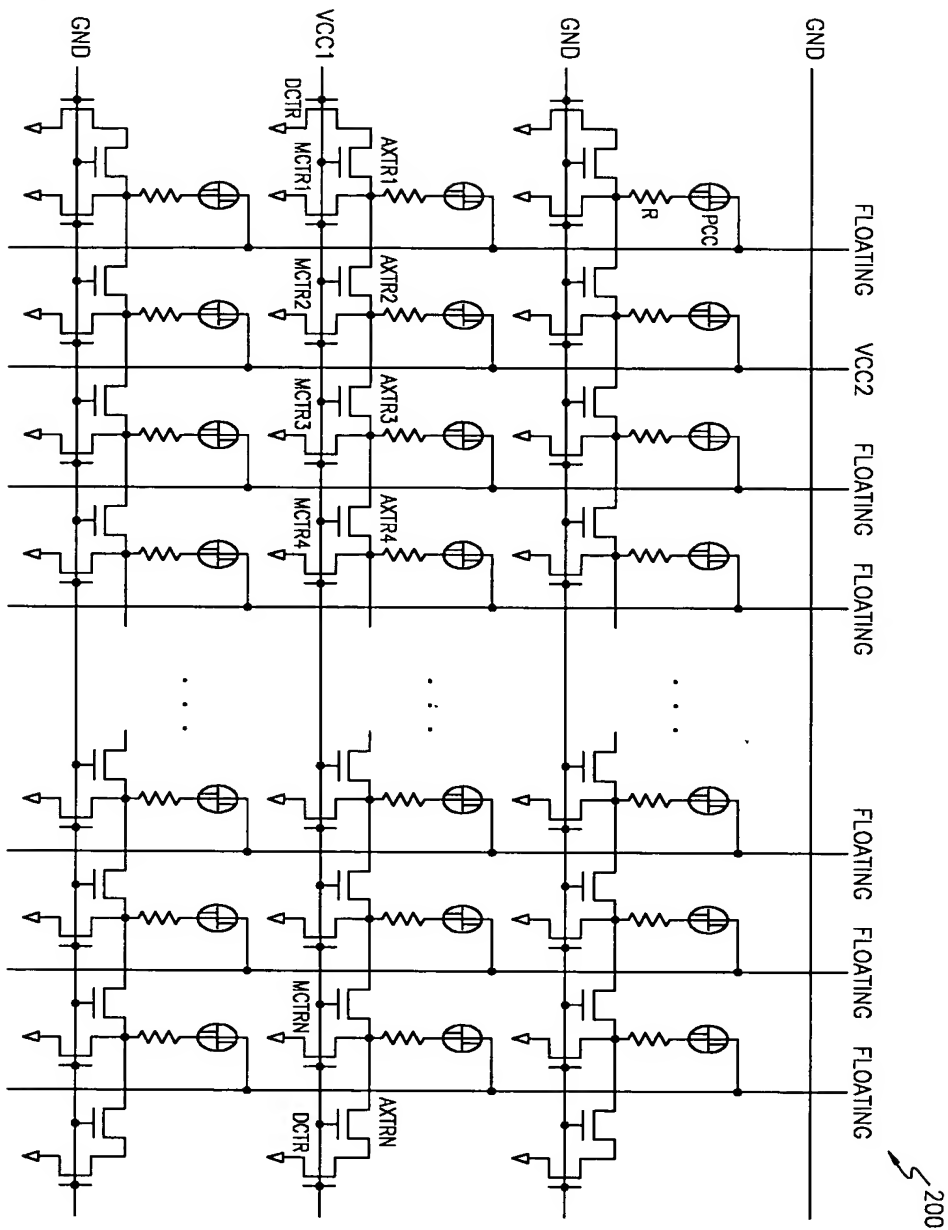 200
FLOATING
VCC2
FLOATING
FLOATING
FLOATING
FLOATING
FLOATING
GND
PCC
R
GND
AXTR1
AXTR2
AXTR3
AXTR4
AXTRN
VCC1
DCTR
MCTR1
MCTR2
MCTR3
MCTR4
MCTRN
DCTR
GND